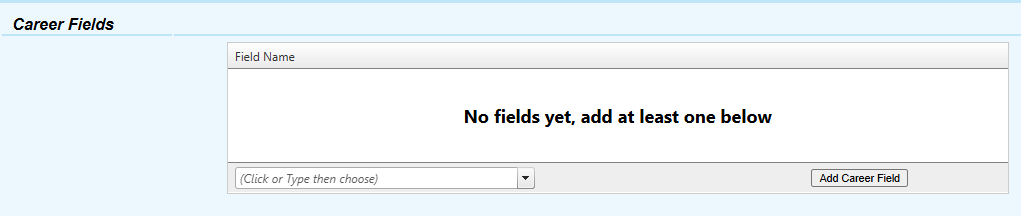 Career Fields
Field Name
No fields yet, add at least one below
(Click or Type then choose)
Add Career Field